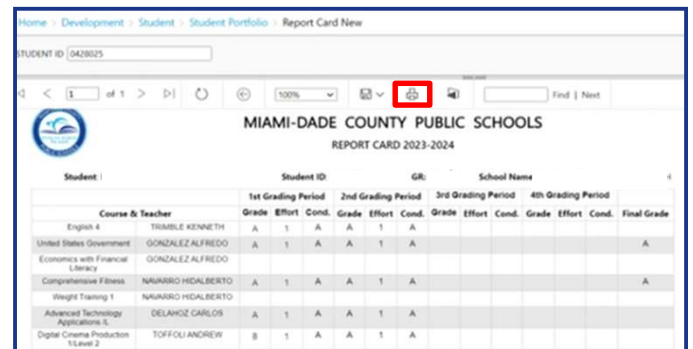 Home > Development > Student > Student Portfolio > Report Card New
STUDENT ID 0428025
1 of 1 100% Find | Next
MIAMI-DADE COUNTY PUBLIC SCHOOLS
REPORT CARD 2023-2024
Student: Student ID: GR: School Name
1st Grading Period 2nd Grading Period 3rd Grading Period 4th Grading Period
Course & Teacher Grade Effort Cond. Grade Effort Cond. Grade Effort Cond. Grade Effort Cond. Final Grade
English 4 TRIMBLE KENNETH A 1 A A 1 A
United States Government GONZALEZ ALFREDO A 1 A A 1 A A
Economics with Financial Literacy GONZALEZ ALFREDO
Comprehensive Fitness NAVARRO HIDALBERTO A 1 A A 1 A A
Weight Training 1 NAVARRO HIDALBERTO
Advanced Technology Applications IL DELAHOZ CARLOS A 1 A A 1 A
Digital Cinema Production 1/Level 2 TOFFOLI ANDREW B 1 A A 1 A